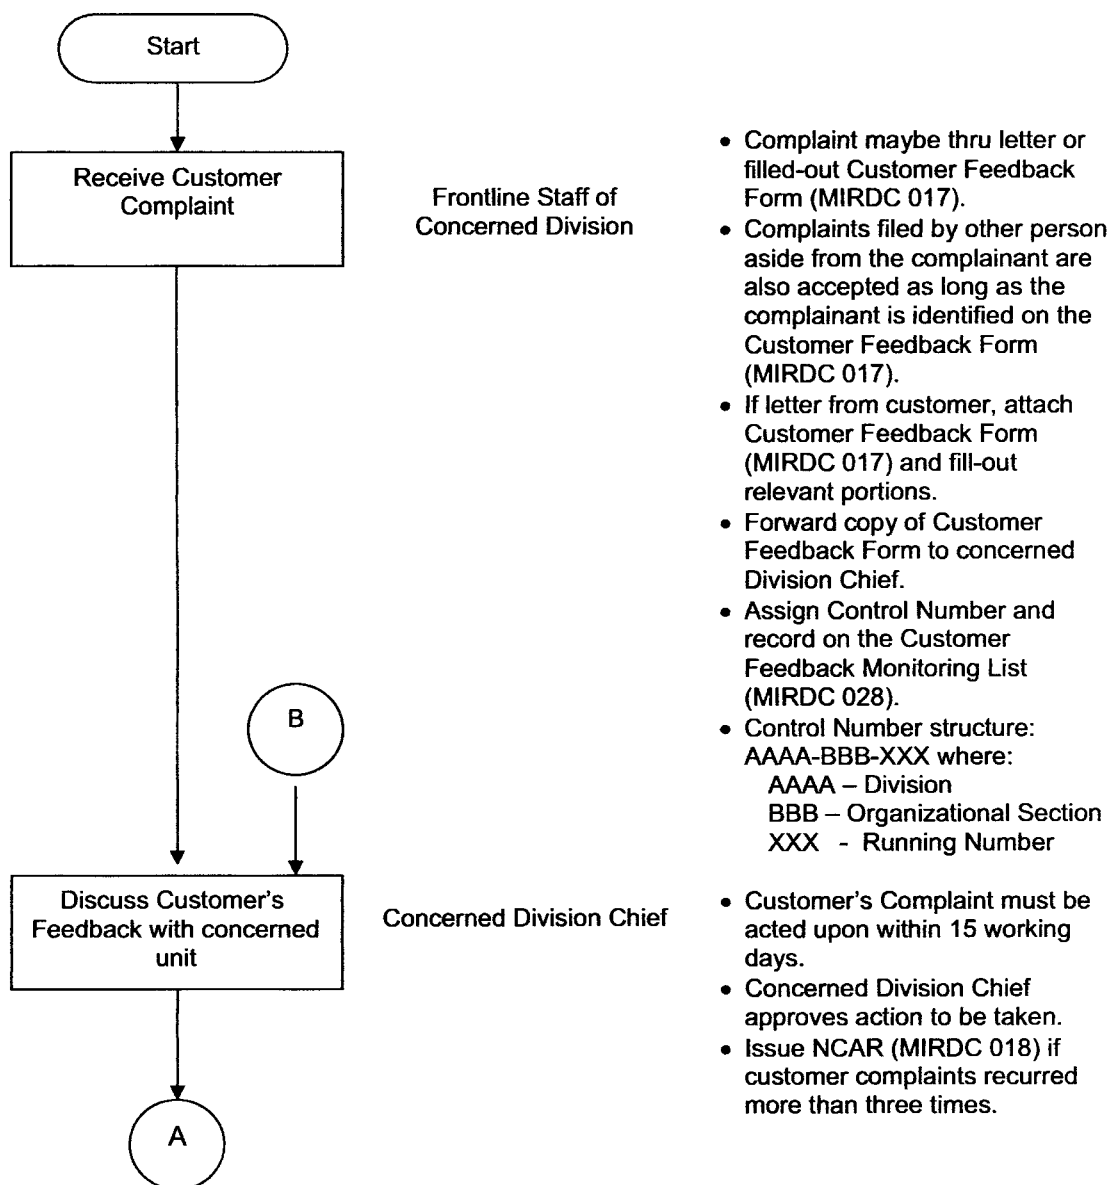 Start
Receive Customer
Complaint
Frontline Staff of
Concerned Division
• Complaint maybe thru letter or
filled-out Customer Feedback
Form (MIRDC 017).
• Complaints filed by other person
aside from the complainant are
also accepted as long as the
complainant is identified on the
Customer Feedback Form
(MIRDC 017).
• If letter from customer, attach
Customer Feedback Form
(MIRDC 017) and fill-out
relevant portions.
• Forward copy of Customer
Feedback Form to concerned
Division Chief.
• Assign Control Number and
record on the Customer
Feedback Monitoring List
(MIRDC 028).
• Control Number structure:
AAAA-BBB-XXX where:
AAAA – Division
BBB – Organizational Section
XXX - Running Number
B
Discuss Customer's
Feedback with concerned
unit
Concerned Division Chief
• Customer's Complaint must be
acted upon within 15 working
days.
• Concerned Division Chief
approves action to be taken.
• Issue NCAR (MIRDC 018) if
customer complaints recurred
more than three times.
A